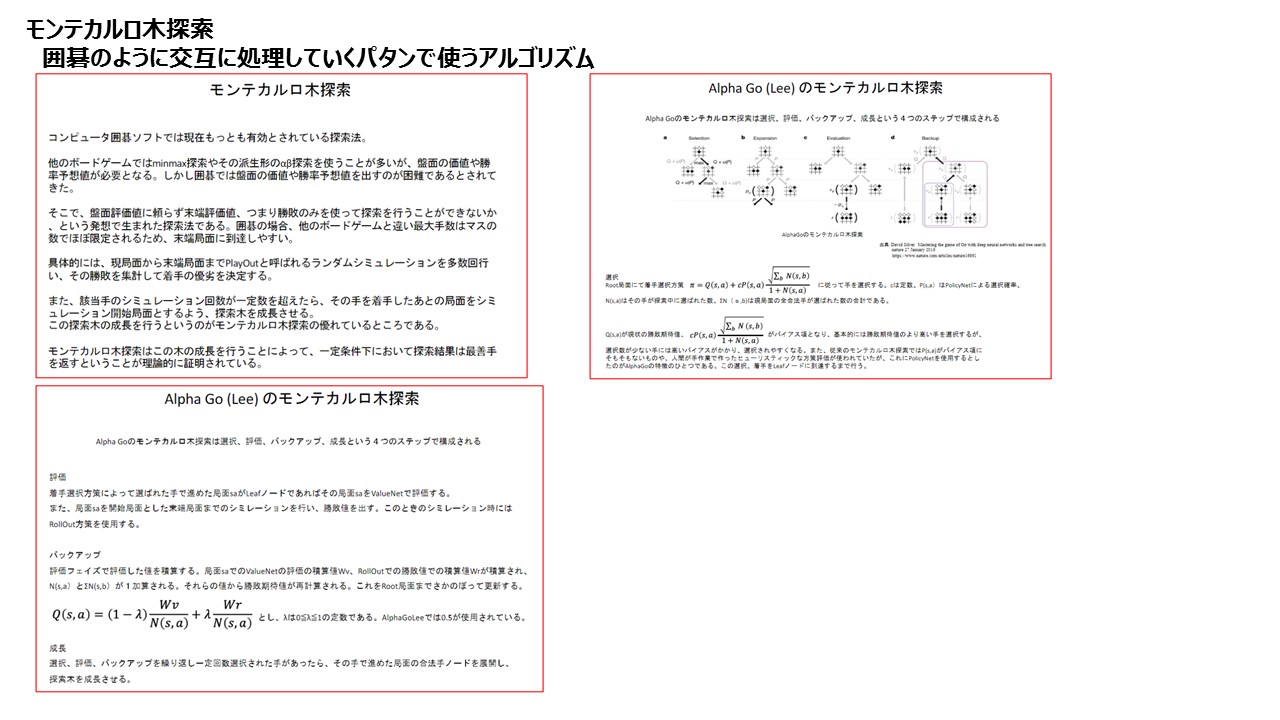 モンテカルロ木探索
囲碁のように交互に処理していくパタンで使うアルゴリズム
モンテカルロ木探索
コンピュータ囲碁ソフトでは現在もっとも有効とされている探索法。
他のボードゲームではminmax探索やその派生形のαβ探索を使うことが多いが、盤面の価値や勝
率予想値が必要となる。しかし囲碁では盤面の価値や勝率予想値を出すのが困難であるとされて
きた。
そこで、盤面評価値に頼らず末端評価値、つまり勝敗のみを使って探索を行うことができないか
、という発想で生まれた探索法である。囲碁の場合、他のボードゲームと違い最大手数はマスの
数でほぼ限定されるため、末端局面に到達しやすい。
具体的には、現局面から末端局面までPlayOutと呼ばれるランダムシミュレーションを多数回行
い、その勝敗を集計して着手の優劣を決定する。
また、該当手のシミュレーション回数が一定数を超えたら、その手を着手したあとの局面をシミ
ュレーション開始局面とするよう、探索木を成長させる。
この探索木の成長を行うというのがモンテカルロ木探索の優れているところである。
モンテカルロ木探索はこの木の成長を行うことによって、一定条件下において探索結果は最善手
を返すということが理論的に証明されている。
Alpha Go (Lee) のモンテカルロ木探索
Alpha Goのモンテカルロ木探索は選択、評価、バックアップ、成長という４つのステップで構成される
a Selection b Expansion c Evaluation d Backup
Q + u(P) max Q + u(P)
Q + u(P) max Q + u(P)
AlphaGoのモンテカルロ木探索
出典 David Silver Mastering the game of Go with deep neural networks and tree search
nature 27 January 2016
https://www.nature.com/articles/nature16961
選択
Root局面にて着手選択方策 π = Q(s,a) + cP(s,a) √Σb N(s,b) / 1 + N(s,a) に従って手を選択する。cは定数、P(s,a)はPolicyNetによる選択確率、
N(s,a)はその手が探索中に選ばれた数、ΣN（s,b)は現局面の全合法手が選ばれた数の合計である。
Q(s,a)が現状の勝敗期待値、 cP(s,a) √Σb N(s,b) / 1 + N(s,a) がバイアス項となり、基本的には勝敗期待値のより高い手を選択するが、
選択数が少ない手には高いバイアスがかかり、選択されやすくなる。また、従来のモンテカルロ木探索ではP(s,a)がバイアス項に
そもそもないものや、人間が手作業で作ったヒューリスティックな方策評価が使われていたが、これにPolicyNetを使用するとし
たのがAlphaGoの特徴のひとつである。この選択、着手をLeafノードに到達するまで行う。
Alpha Go (Lee) のモンテカルロ木探索
Alpha Goのモンテカルロ木探索は選択、評価、バックアップ、成長という４つのステップで構成される
評価
着手選択方策によって選ばれた手で進めた局面saがLeafノードであればその局面saをValueNetで評価する。
また、局面saを開始局面とした末端局面までのシミレーションを行い、勝敗値を出す。このときのシミレーション時には
RollOut方策を使用する。
バックアップ
評価フェイズで評価した値を積算する。局面saでのValueNetの評価の積算値Wv、RollOutでの勝敗値での積算値Wrが積算され、
N(s,a）とΣN(s,b）が１加算される。それらの値から勝敗期待値が再計算される。これをRoot局面までさかのぼって更新する。
Q(s,a) = (1 − λ) Wv / N(s,a) + λ Wr / N(s,a) とし、λは0≦λ≦1の定数である。AlphaGoLeeでは0.5が使用されている。
成長
選択、評価、バックアップを繰り返し一定回数選択された手があったら、その手で進めた局面の合法手ノードを展開し、
探索木を成長させる。